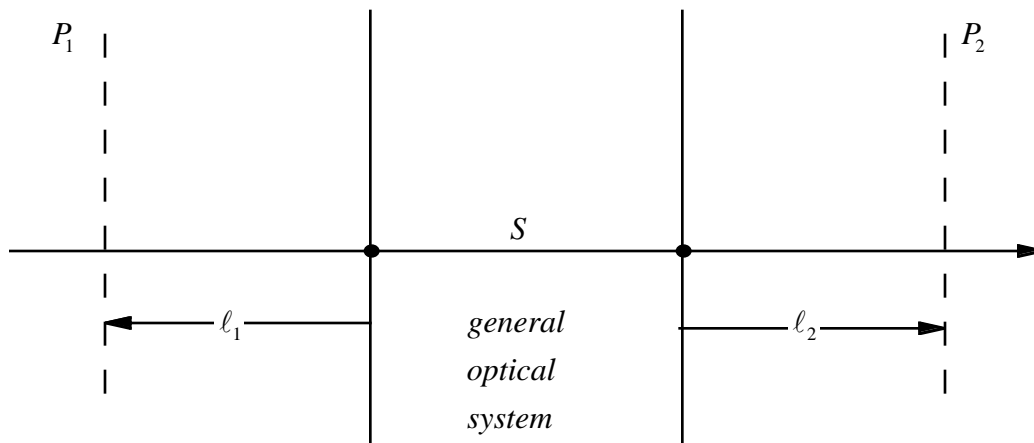 P₁
P₂
S
ℓ₁
general
ℓ₂
optical
system